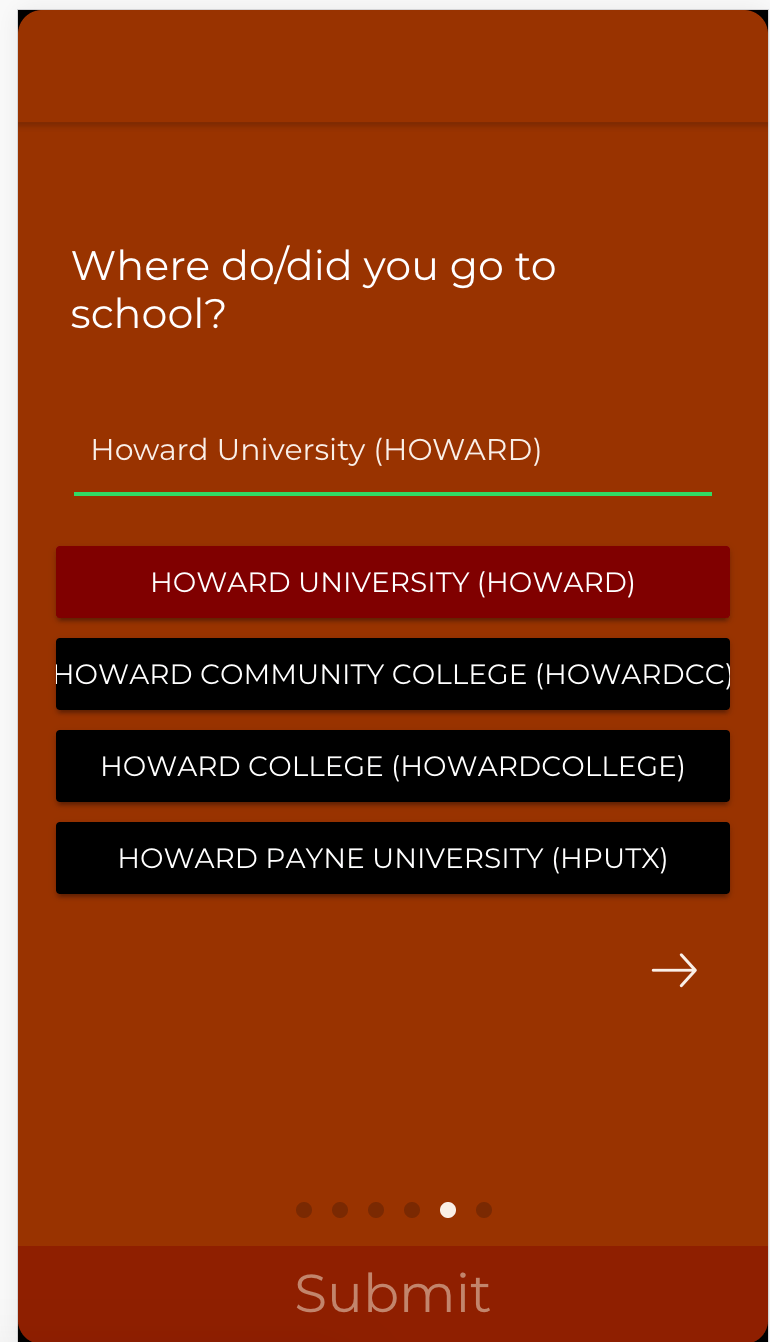 Where do/did you go to
school?
Howard University (HOWARD)
HOWARD UNIVERSITY (HOWARD)
HOWARD COMMUNITY COLLEGE (HOWARDCC)
HOWARD COLLEGE (HOWARDCOLLEGE)
HOWARD PAYNE UNIVERSITY (HPUTX)
Submit